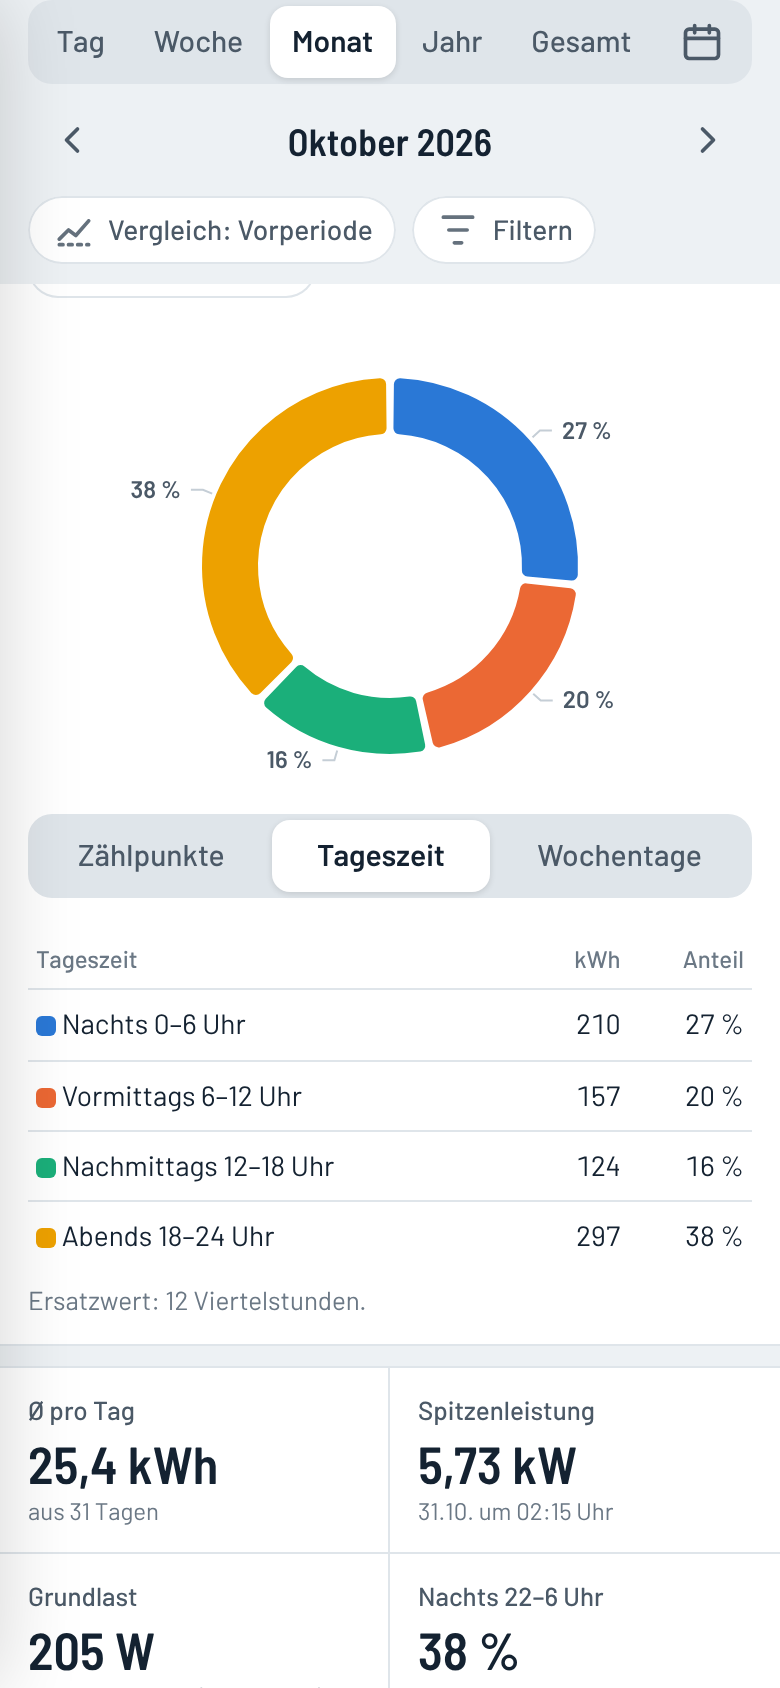 Tag Woche Monat Jahr Gesamt
Oktober 2026
Vergleich: Vorperiode Filtern
27 %
38 %
20 %
16 %
Zählpunkte Tageszeit Wochentage
Tageszeit kWh Anteil
Nachts 0–6 Uhr 210 27 %
Vormittags 6–12 Uhr 157 20 %
Nachmittags 12–18 Uhr 124 16 %
Abends 18–24 Uhr 297 38 %
Ersatzwert: 12 Viertelstunden.
Ø pro Tag Spitzenleistung
25,4 kWh 5,73 kW
aus 31 Tagen 31.10. um 02:15 Uhr
Grundlast Nachts 22–6 Uhr
205 W 38 %